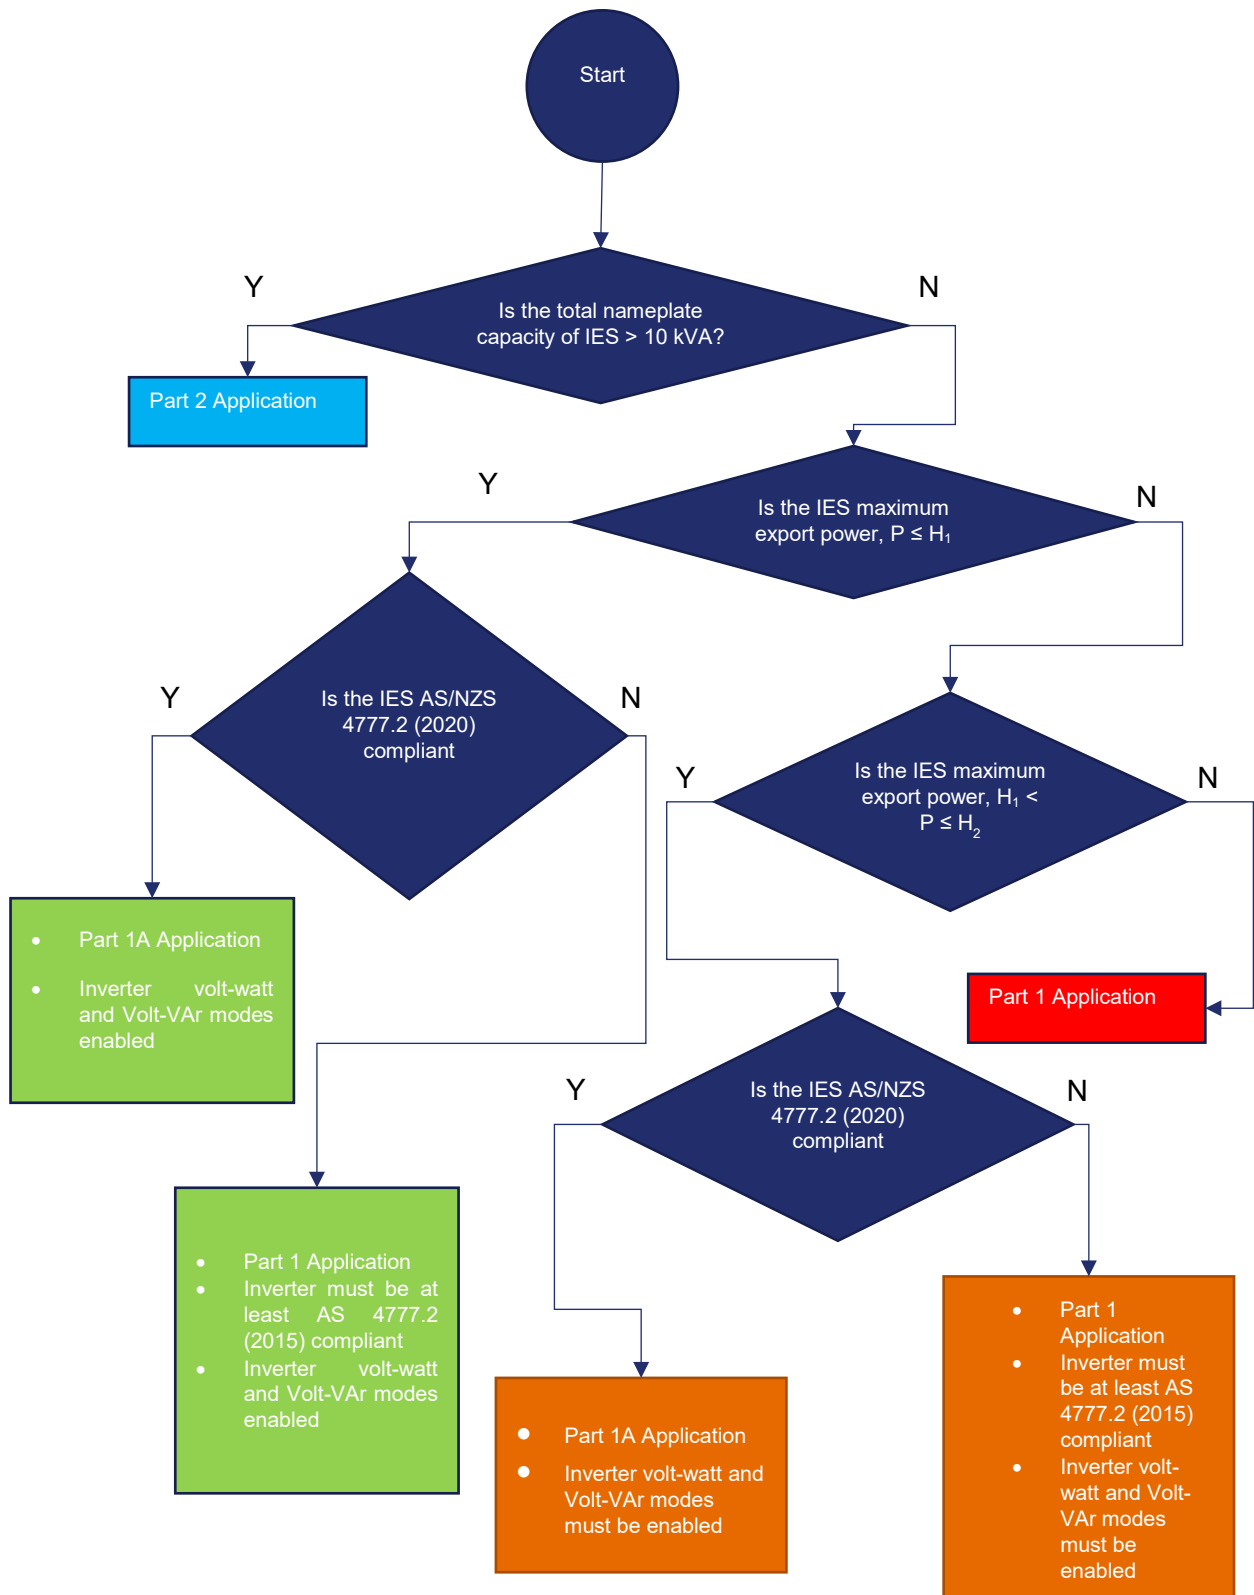 Start
Y
N
Is the total nameplate
capacity of IES > 10 kVA?
Part 2 Application
Y
N
Is the IES maximum
export power, P ≤ H₁
Y
N
Is the IES AS/NZS
4777.2 (2020)
compliant
Y
N
Is the IES maximum
export power, H₁ <
P ≤ H₂
• Part 1A Application
• Inverter volt-watt
and Volt-VAr modes
enabled
Part 1 Application
Y
N
Is the IES AS/NZS
4777.2 (2020)
compliant
• Part 1 Application
• Inverter must be at
least AS 4777.2
(2015) compliant
• Inverter volt-watt
and Volt-VAr modes
enabled
• Part 1A Application
• Inverter volt-watt and
Volt-VAr modes
must be enabled
• Part 1
Application
• Inverter must
be at least AS
4777.2 (2015)
compliant
• Inverter volt-
watt and Volt-
VAr modes
must be
enabled